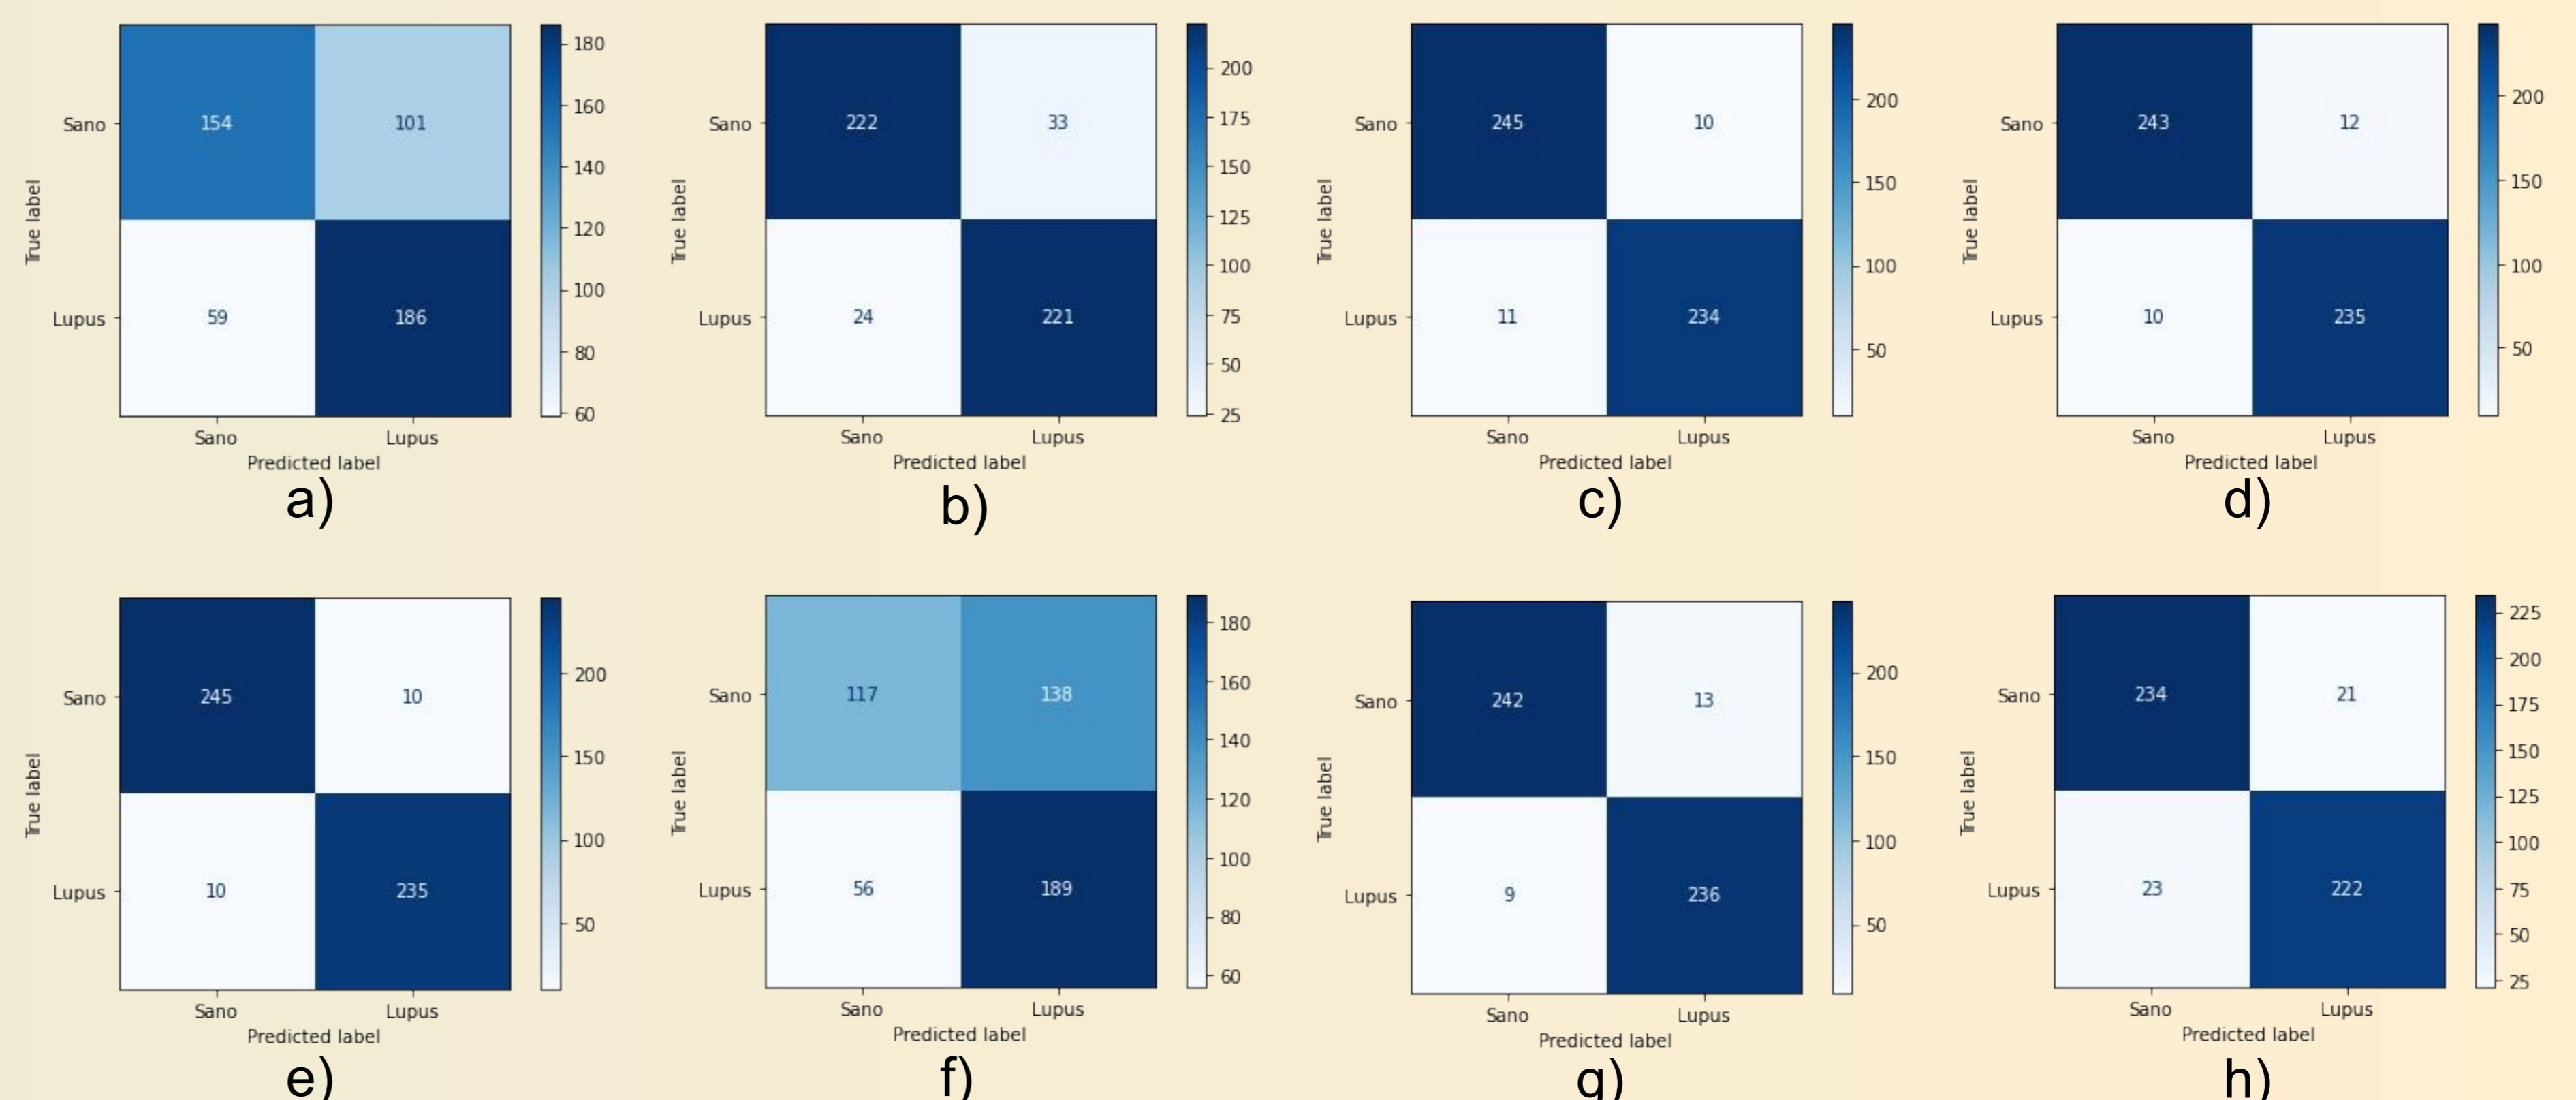 180
160
140
120
100
80
60
Sano
Lupus
154 101
59 186
True label
Sano Lupus
Predicted label
a)
200
175
150
125
100
75
50
25
Sano
Lupus
222 33
24 221
True label
Sano Lupus
Predicted label
b)
200
150
100
50
Sano
Lupus
245 10
11 234
True label
Sano Lupus
Predicted label
c)
200
150
100
50
Sano
Lupus
243 12
10 235
True label
Sano Lupus
Predicted label
d)
200
150
100
50
Sano
Lupus
245 10
10 235
True label
Sano Lupus
Predicted label
e)
180
160
140
120
100
80
60
Sano
Lupus
117 138
56 189
True label
Sano Lupus
Predicted label
f)
200
150
100
50
Sano
Lupus
242 13
9 236
True label
Sano Lupus
Predicted label
g)
225
200
175
150
125
100
75
50
25
Sano
Lupus
234 21
23 222
True label
Sano Lupus
Predicted label
h)